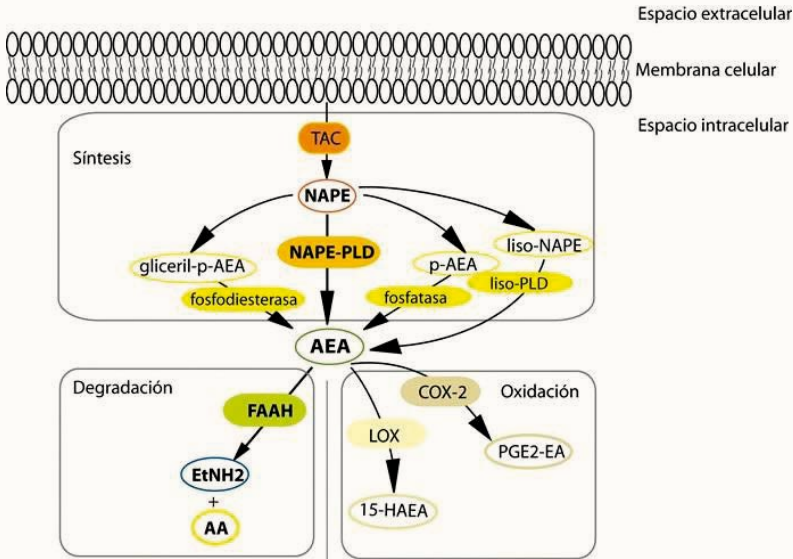 Espacio extracelular
Membrana celular
Espacio intracelular
Síntesis
TAC
NAPE
gliceril-p-AEA
NAPE-PLD
p-AEA
liso-NAPE
fosfodiesterasa
fosfatasa
liso-PLD
AEA
Degradación
FAAH
EtNH2
+
AA
COX-2
Oxidación
LOX
PGE2-EA
15-HAEA